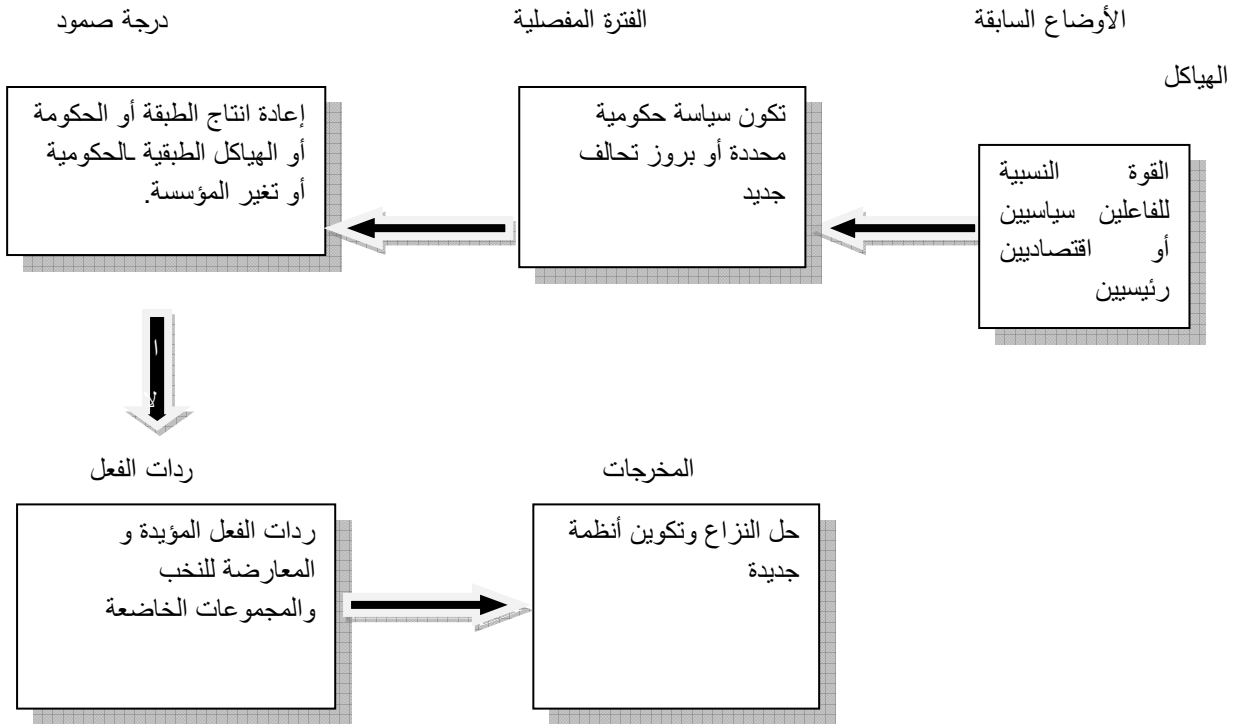 الأوضاع السابقة
الفترة المفصلية
درجة صمود
الهياكل
القوة النسبية
للفاعلين سياسيين
أو اقتصاديين
رئيسيين
تكون سياسة حكومية
محددة أو بروز تحالف
جديد
إعادة انتاج الطبقة أو الحكومة
أو الهياكل الطبقية ـالحكومية
أو تغير المؤسسة.
ردات الفعل
المخرجات
ردات الفعل المؤيدة و
المعارضة للنخب
والمجموعات الخاضعة
حل النزاع وتكوين أنظمة
جديدة